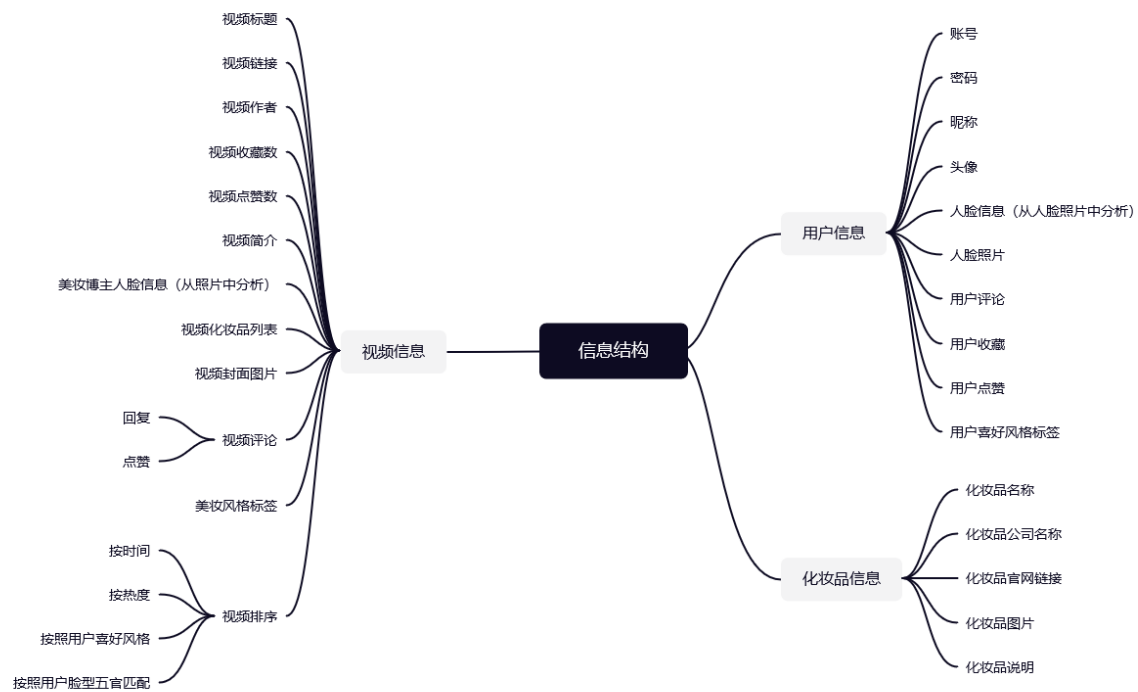 信息结构
视频信息
视频标题
视频链接
视频作者
视频收藏数
视频点赞数
视频简介
美妆博主人脸信息（从照片中分析）
视频化妆品列表
视频封面图片
视频评论
回复
点赞
美妆风格标签
视频排序
按时间
按热度
按照用户喜好风格
按照用户脸型五官匹配
用户信息
账号
密码
昵称
头像
人脸信息（从人脸照片中分析）
人脸照片
用户评论
用户收藏
用户点赞
用户喜好风格标签
化妆品信息
化妆品名称
化妆品公司名称
化妆品官网链接
化妆品图片
化妆品说明